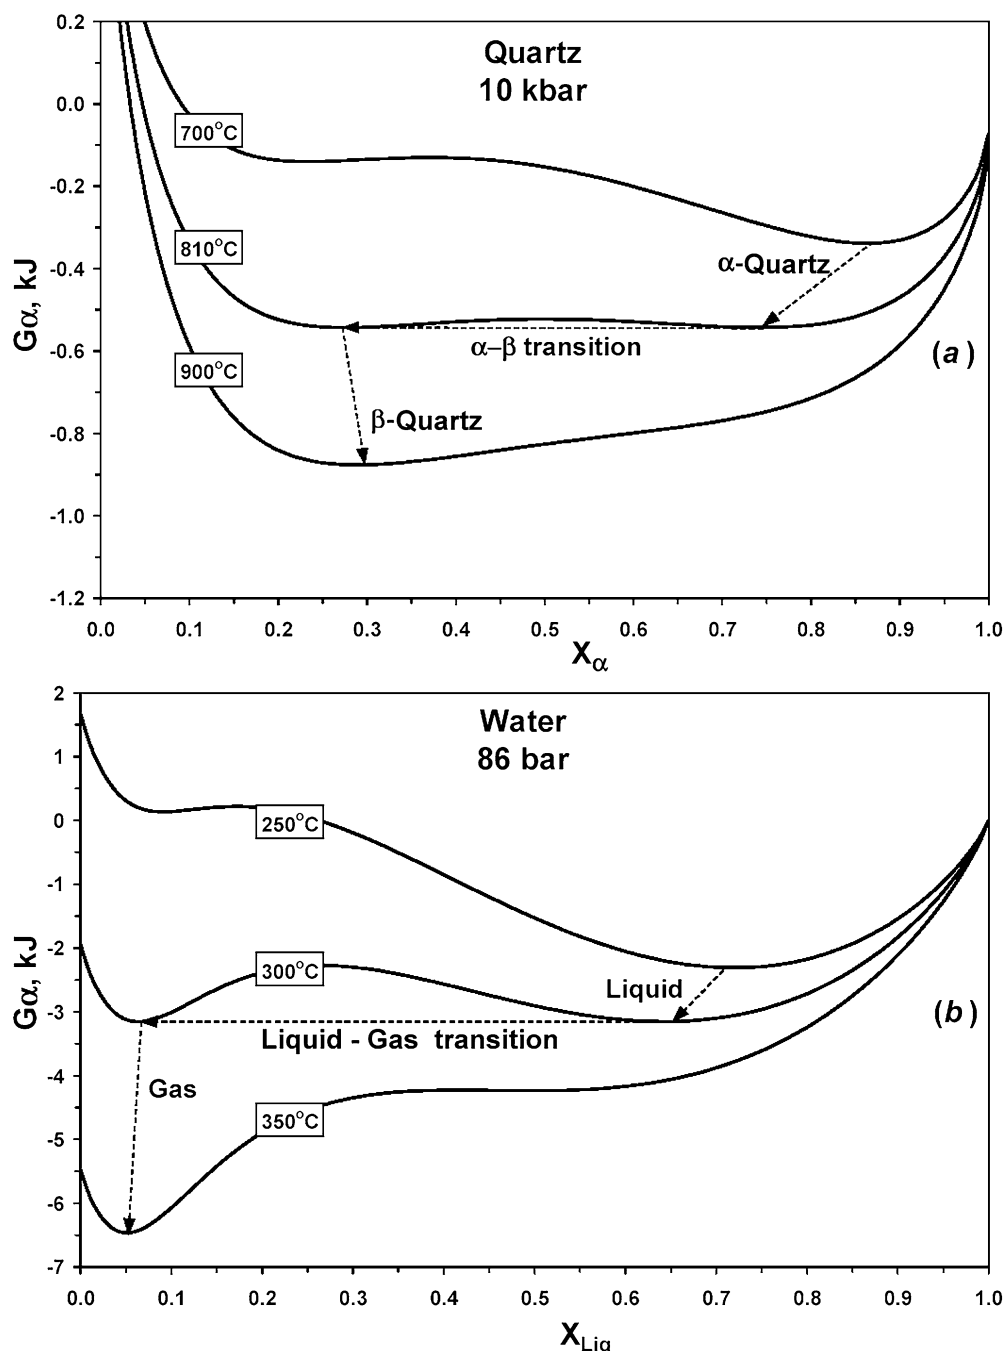 Quartz
10 kbar
0.2
0.0
-0.2
-0.4
-0.6
-0.8
-1.0
-1.2
Gα, kJ
700°C
810°C
900°C
α-Quartz
α–β transition
β-Quartz
(a)
0.0 0.1 0.2 0.3 0.4 0.5 0.6 0.7 0.8 0.9 1.0
Xα
Water
86 bar
2
1
0
-1
-2
-3
-4
-5
-6
-7
Gα, kJ
250°C
300°C
350°C
Liquid
Liquid - Gas transition
Gas
(b)
0.0 0.1 0.2 0.3 0.4 0.5 0.6 0.7 0.8 0.9 1.0
XLiq